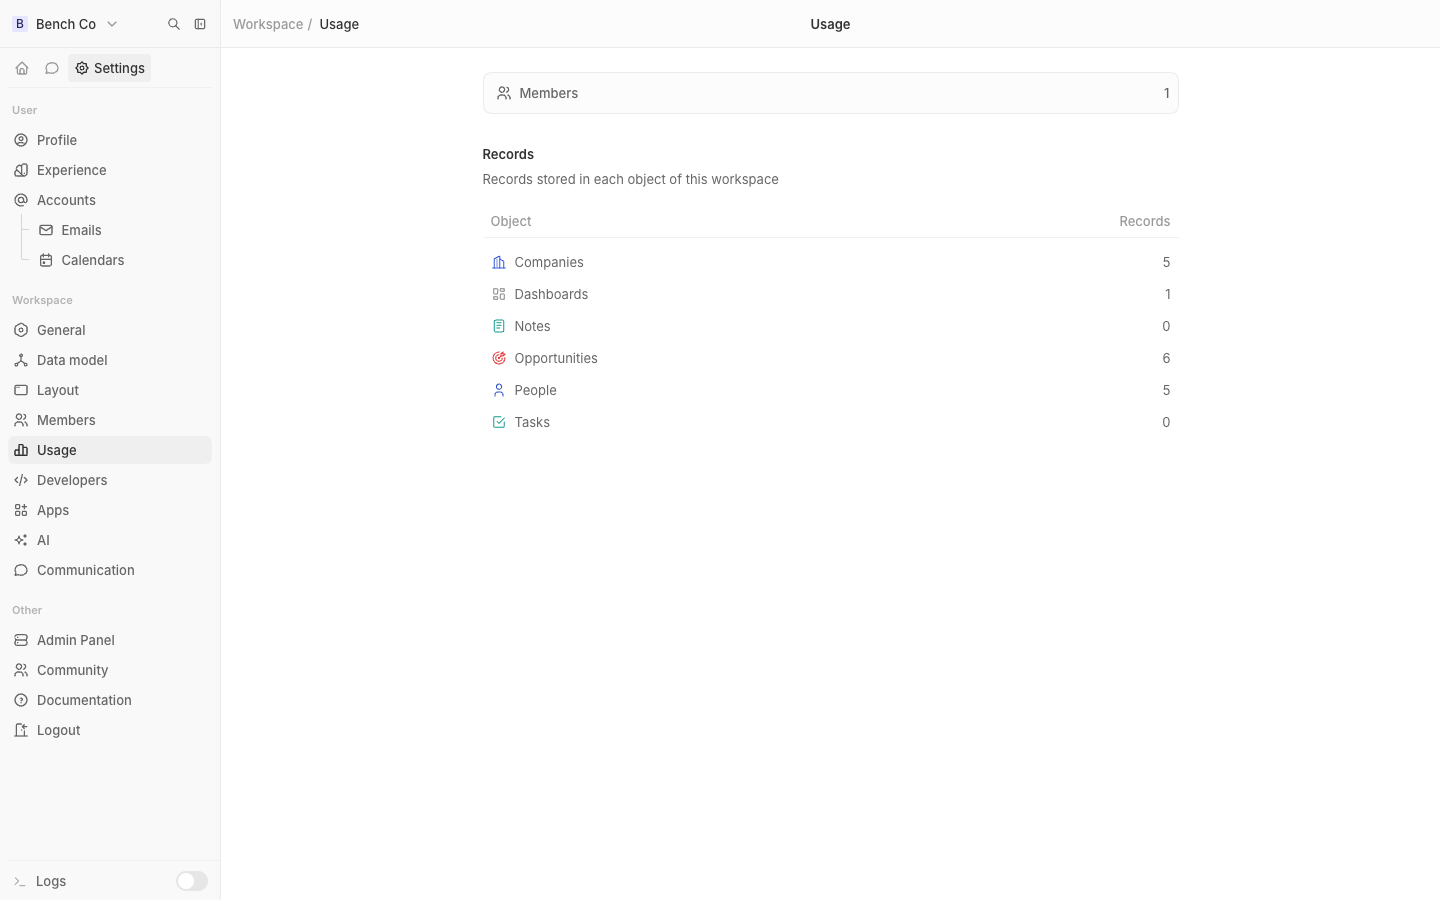 B Bench Co
Workspace / Usage
Usage
Settings
User
Profile
Experience
Accounts
Emails
Calendars
Workspace
General
Data model
Layout
Members
Usage
Developers
Apps
AI
Communication
Other
Admin Panel
Community
Documentation
Logout
Logs
Members 1
Records
Records stored in each object of this workspace
Object Records
Companies 5
Dashboards 1
Notes 0
Opportunities 6
People 5
Tasks 0